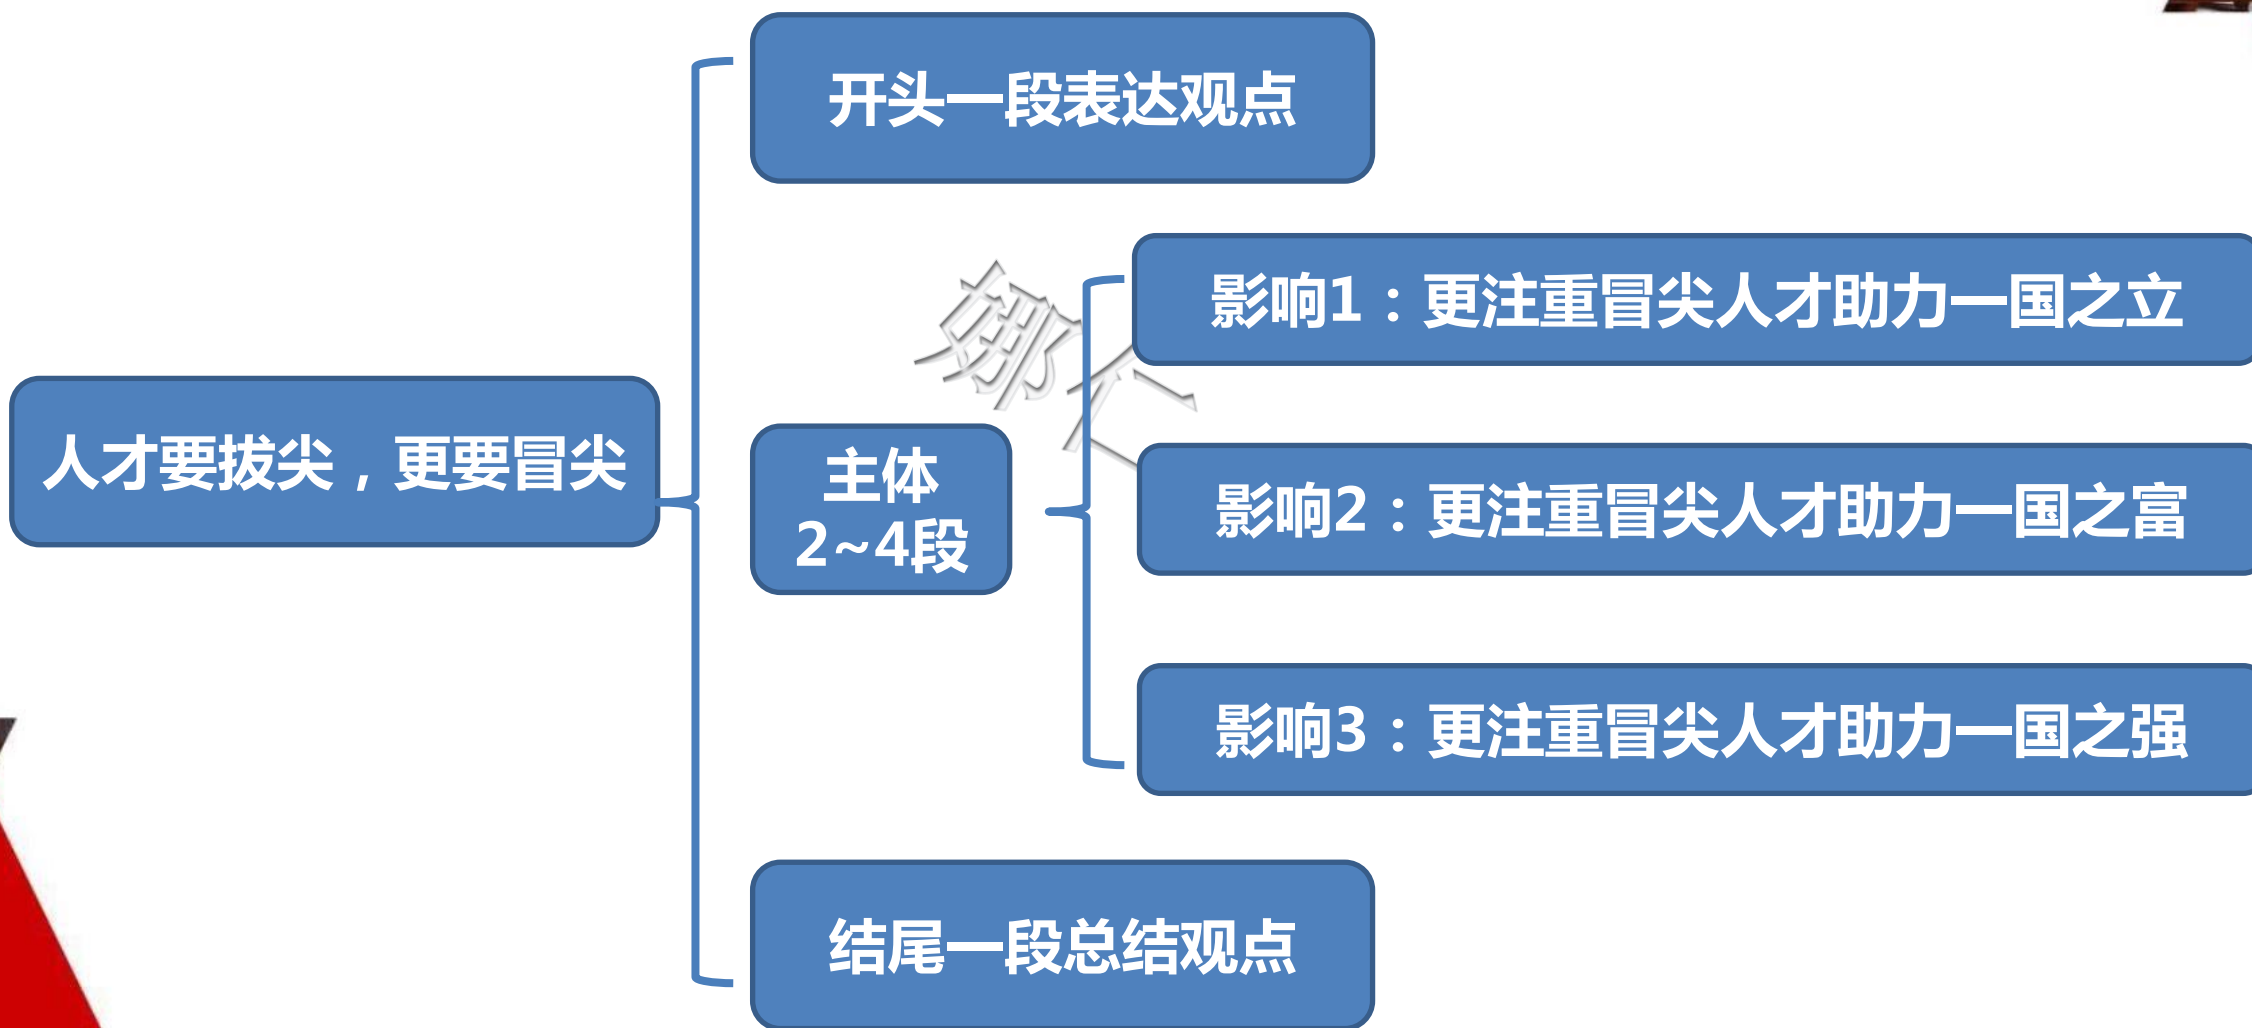 开头一段表达观点
影响1：更注重冒尖人才助力一国之立
娜仁
人才要拔尖，更要冒尖
主体
2~4段
影响2：更注重冒尖人才助力一国之富
影响3：更注重冒尖人才助力一国之强
结尾一段总结观点